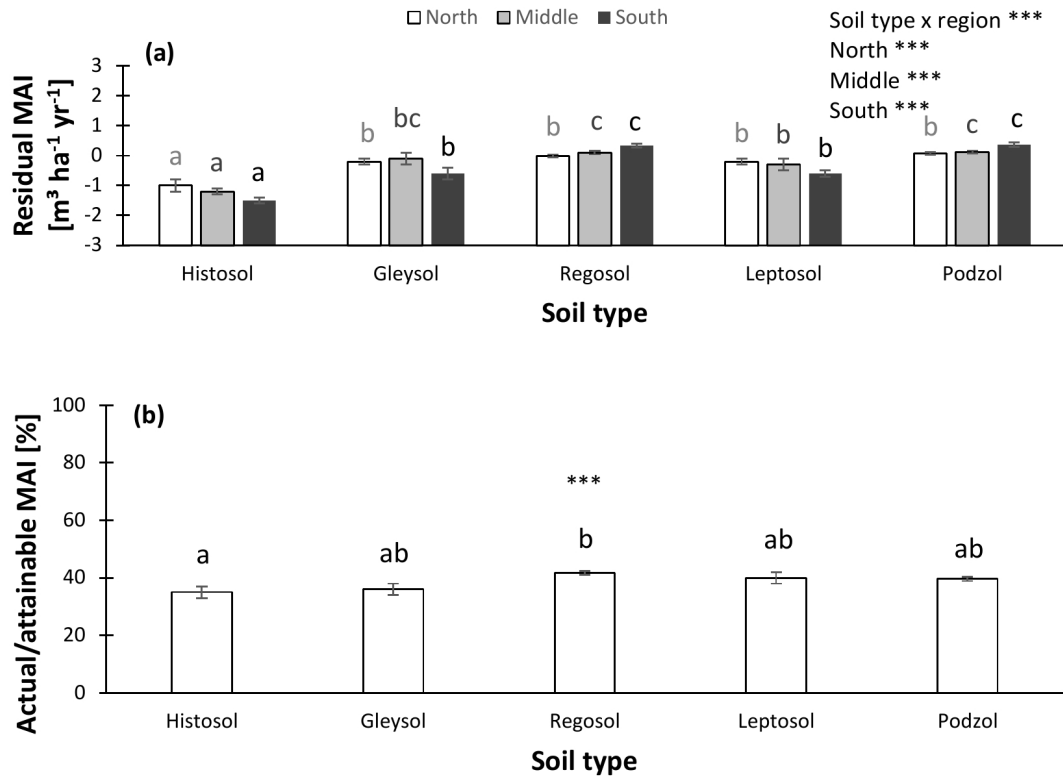 North Middle South
Soil type x region ***
North ***
Middle ***
South ***
(a)
Residual MAI
[m³ ha⁻¹ yr⁻¹]
3
2
1
0
-1
-2
-3
a a a
b bc b
b c c
b b b
b c c
Histosol Gleysol Regosol Leptosol Podzol
Soil type
(b)
Actual/attainable MAI [%]
100
80
60
40
20
0
***
a ab b ab ab
Histosol Gleysol Regosol Leptosol Podzol
Soil type